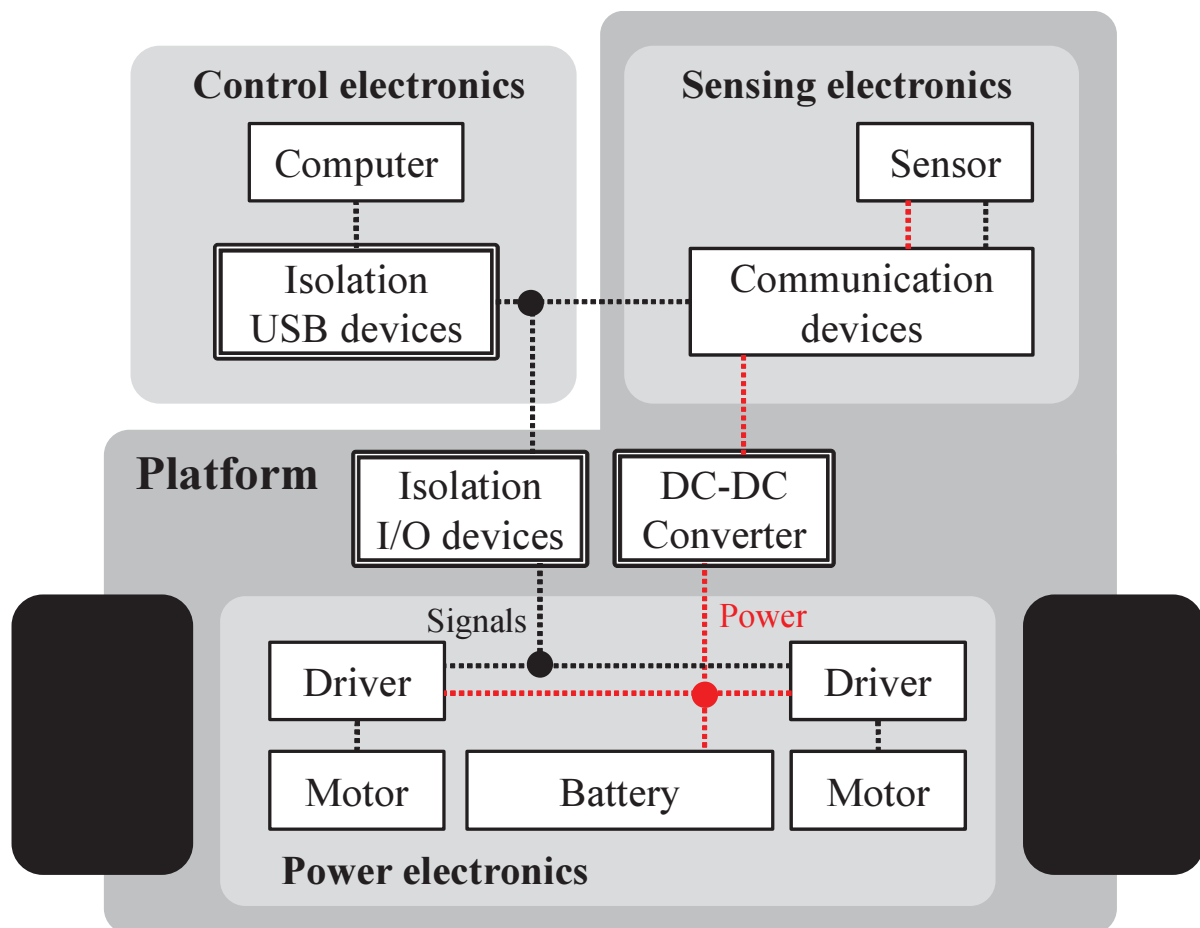 Control electronics
Computer
Isolation
USB devices
Sensing electronics
Sensor
Communication
devices
Platform
Isolation
I/O devices
DC-DC
Converter
Signals
Power
Driver
Driver
Motor
Battery
Motor
Power electronics